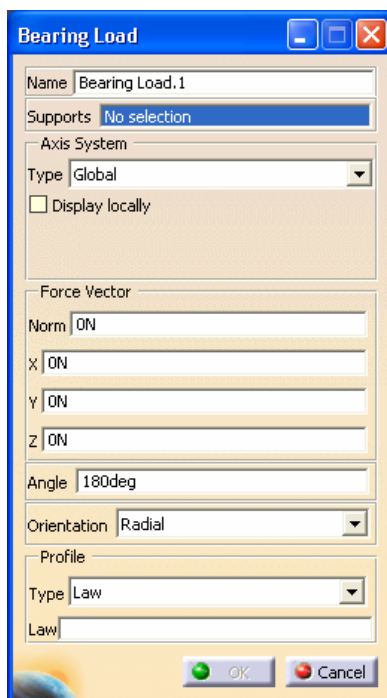 Bearing Load
Name Bearing Load.1
Supports No selection
Axis System
Type Global
Display locally
Force Vector
Norm 0N
X 0N
Y 0N
Z 0N
Angle 180deg
Orientation Radial
Profile
Type Law
Law
OK Cancel